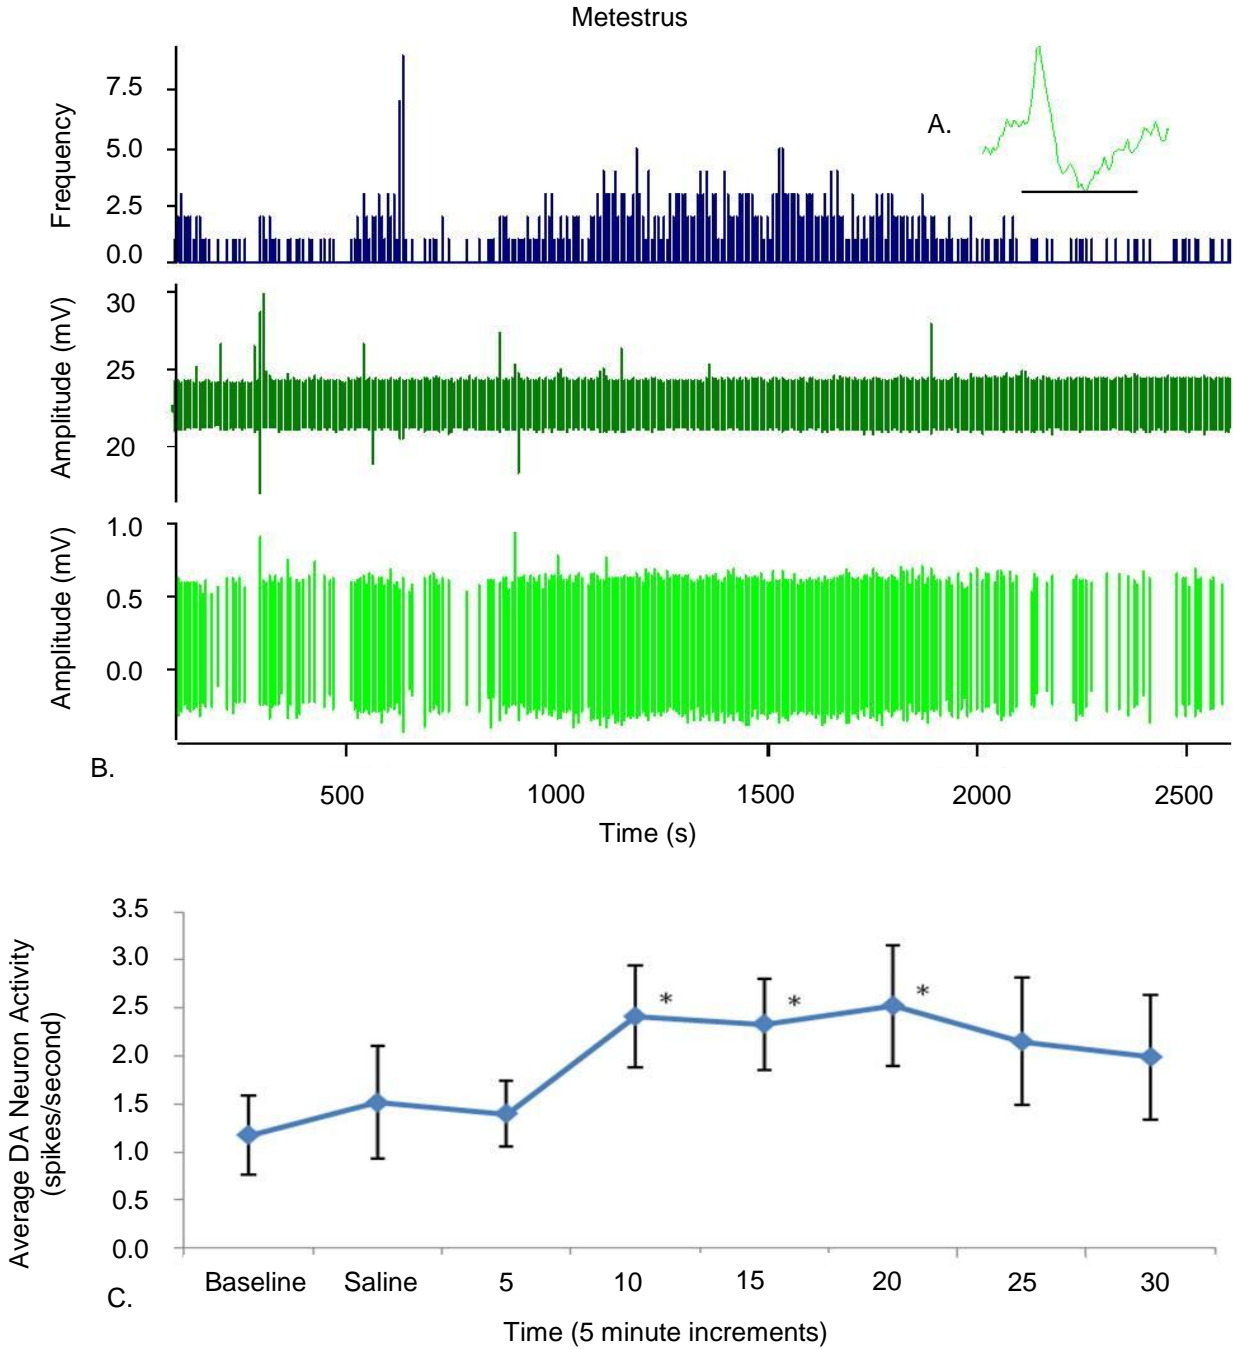 Metestrus
A.
Frequency
7.5
5.0
2.5
0.0
Amplitude (mV)
30
25
20
Amplitude (mV)
1.0
0.5
0.0
B.
500 1000 1500 2000 2500
Time (s)
Average DA Neuron Activity
(spikes/second)
3.5
3.0
2.5
2.0
1.5
1.0
0.5
0.0
* * *
Baseline Saline 5 10 15 20 25 30
C.
Time (5 minute increments)